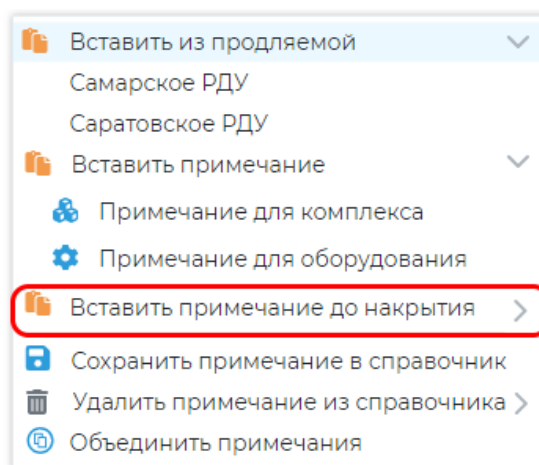 Вставить из продляемой
Самарское РДУ
Саратовское РДУ
Вставить примечание
Примечание для комплекса
Примечание для оборудования
Вставить примечание до накрытия
Сохранить примечание в справочник
Удалить примечание из справочника
Объединить примечания